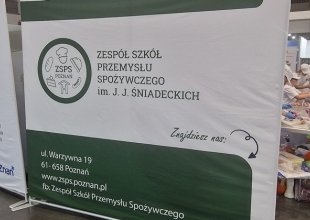 ZSPS
POZNAŃ
ZESPÓŁ SZKÓŁ
PRZEMYSŁU
SPOŻYWCZEGO
im. J. J. ŚNIADECKICH
Znajdziesz nas:
ul. Warzywna 19
61- 658 Poznań
www.zsps.poznan.pl
fb: Zespół Szkół Przemysłu Spożywczego